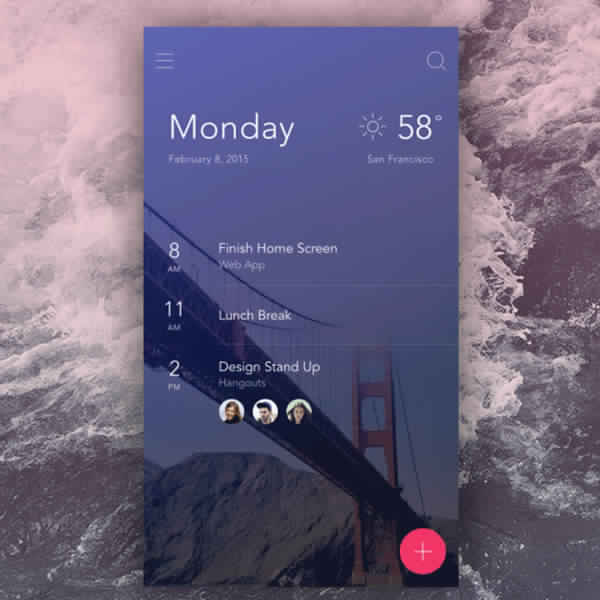 Monday
58°
February 8, 2015
San Francisco
8
AM
Finish Home Screen
Web App
11
AM
Lunch Break
2
PM
Design Stand Up
Hangouts